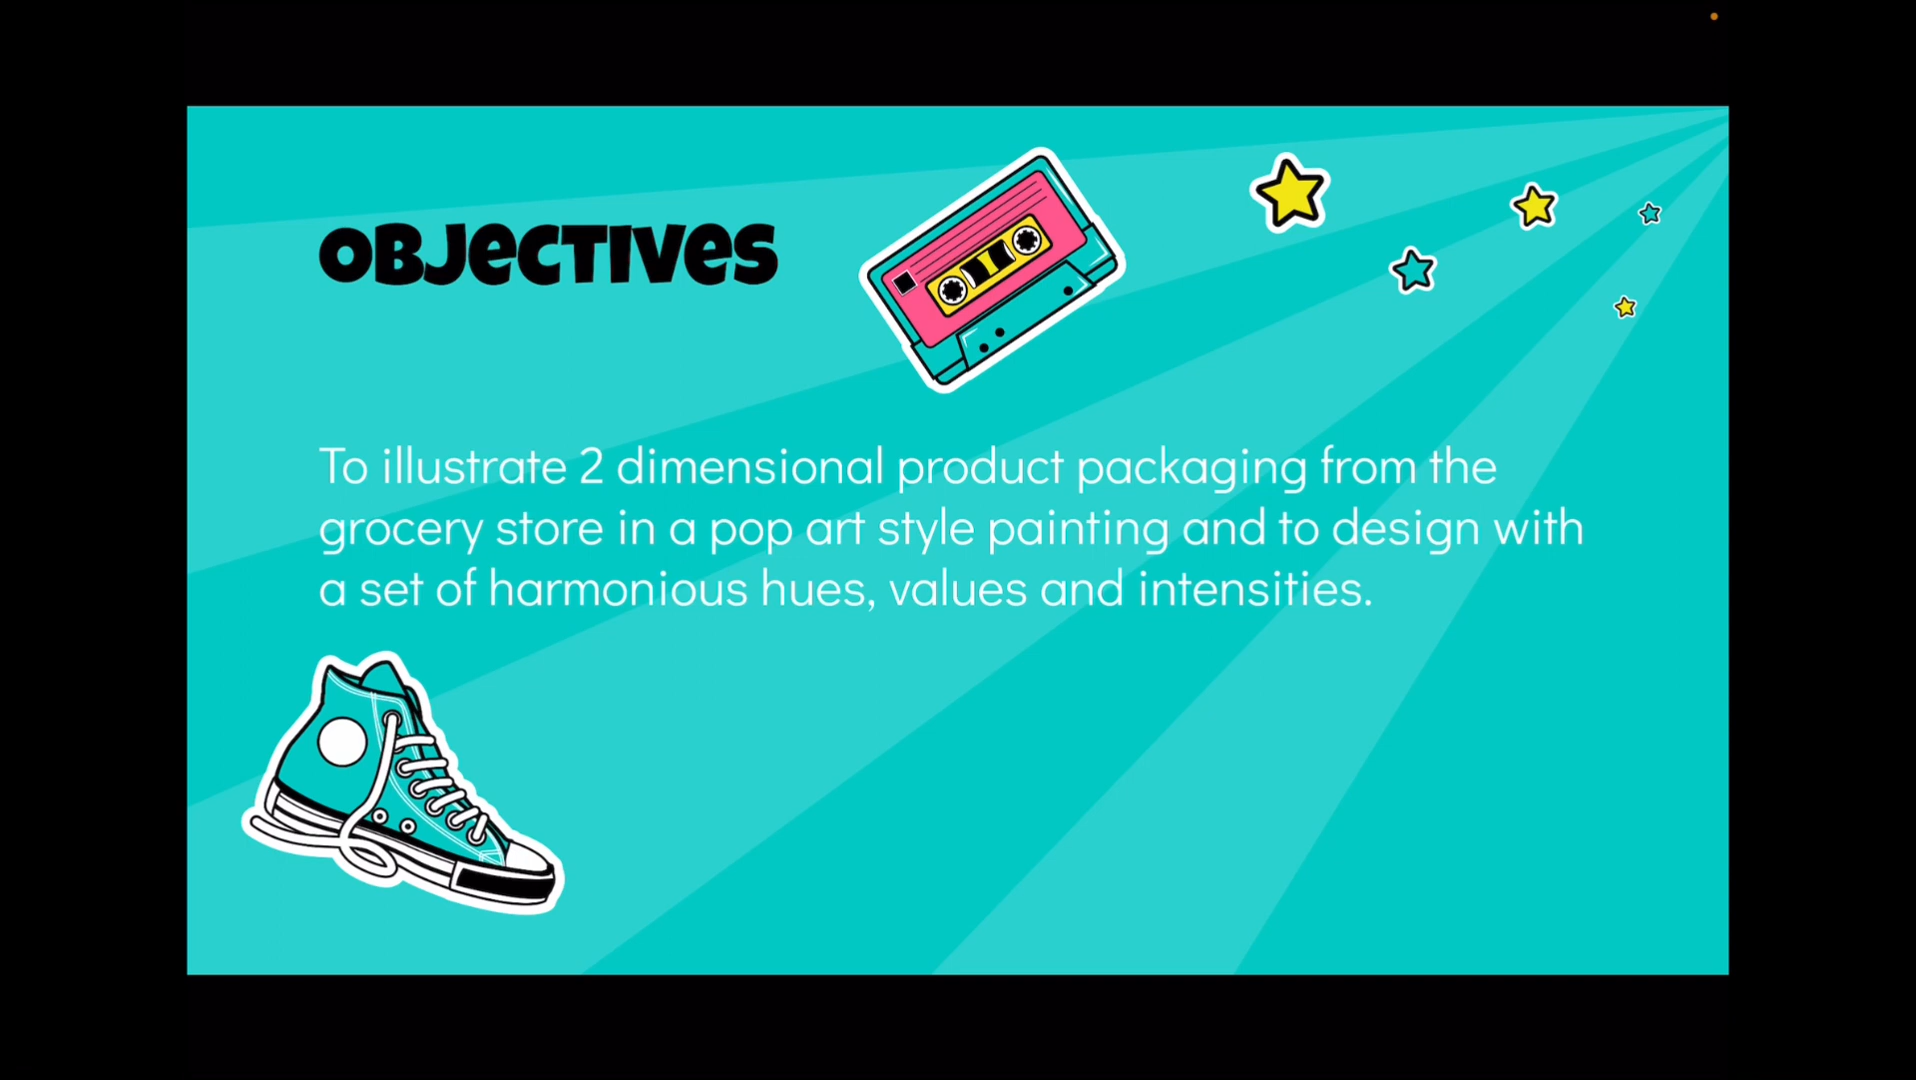 OBJECTIVES
To illustrate 2 dimensional product packaging from the
grocery store in a pop art style painting and to design with
a set of harmonious hues, values and intensities.